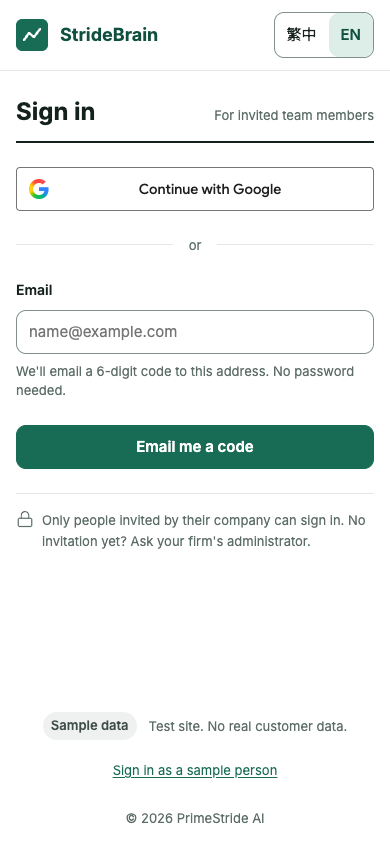 StrideBrain
繁中
EN
Sign in
For invited team members
Continue with Google
or
Email
name@example.com
We'll email a 6-digit code to this address. No password
needed.
Email me a code
Only people invited by their company can sign in. No
invitation yet? Ask your firm's administrator.
Sample data
Test site. No real customer data.
Sign in as a sample person
© 2026 PrimeStride AI